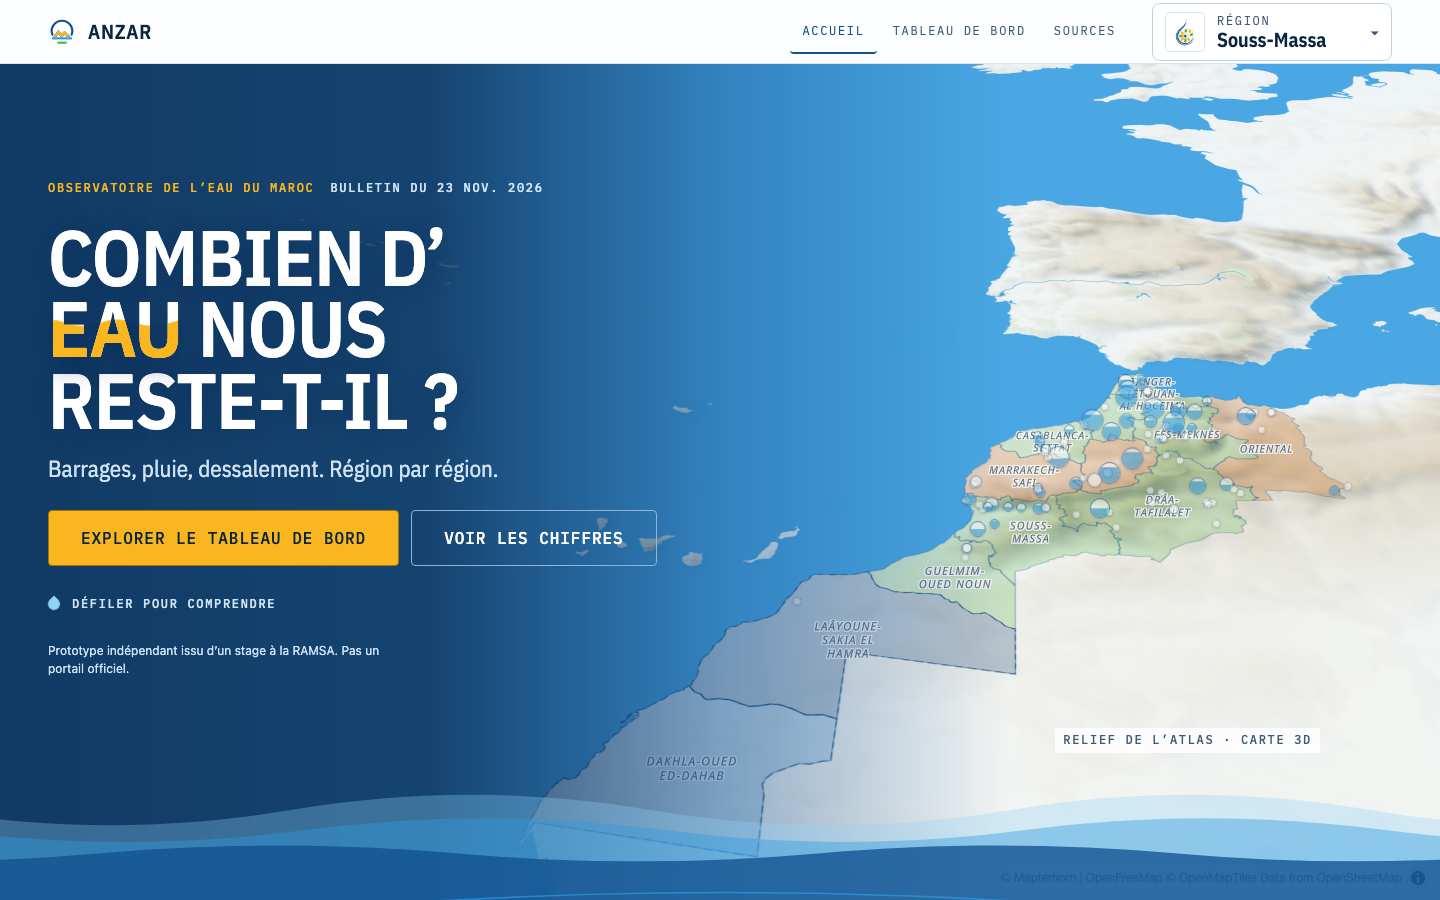 ANZAR
ACCUEIL
TABLEAU DE BORD
SOURCES
RÉGION
Souss-Massa
OBSERVATOIRE DE L’EAU DU MAROC BULLETIN DU 23 NOV. 2026
COMBIEN D’
EAU NOUS
RESTE-T-IL ?
Barrages, pluie, dessalement. Région par région.
EXPLORER LE TABLEAU DE BORD
VOIR LES CHIFFRES
DÉFILER POUR COMPRENDRE
Prototype indépendant issu d’un stage à la RAMSA. Pas un
portail officiel.
AL HOCEIMA
CASABLANCA-
SETTAT
FÈS-MEKNÈS
ORIENTAL
MARRAKECH-
SAFI
DRÂA-
TAFILALET
SOUSS-
MASSA
GUELMIM-
OUED NOUN
LAÂYOUNE-
SAKIA EL
HAMRA
DAKHLA-OUED
ED-DAHAB
RELIEF DE L’ATLAS · CARTE 3D
© Mapterhorn | OpenFreeMap © OpenMapTiles Data from OpenStreetMap